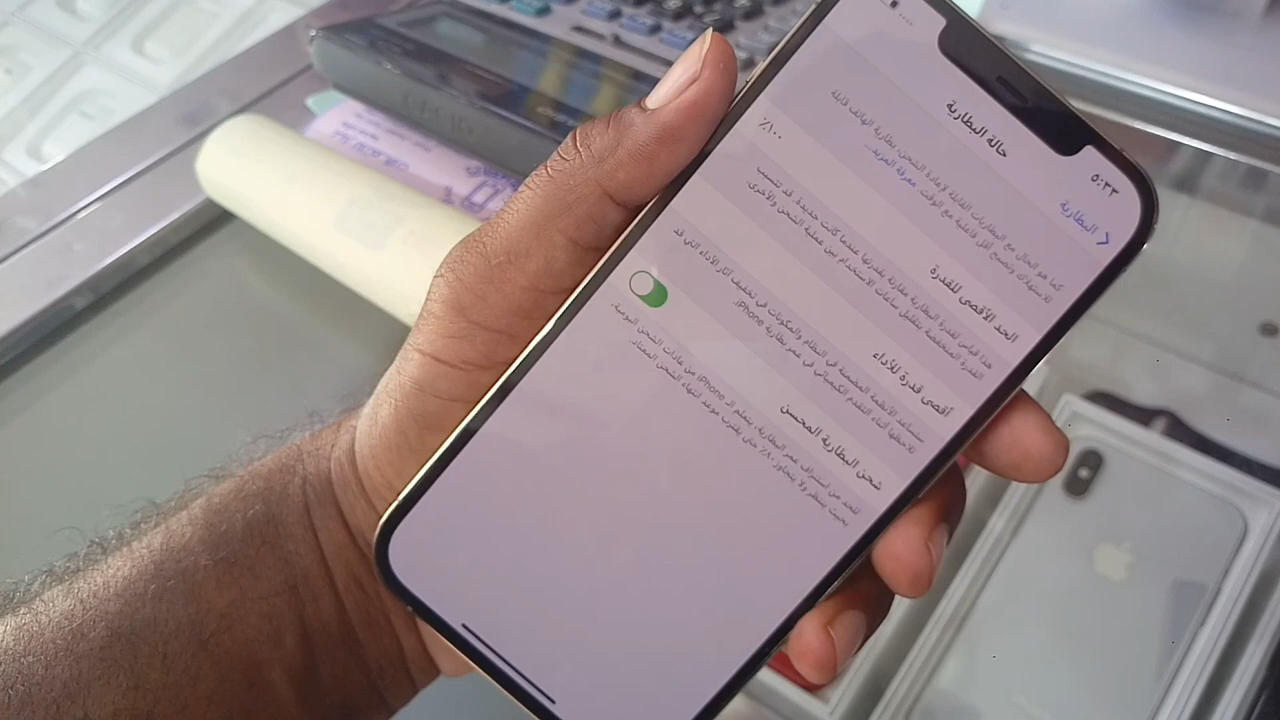 ٥:٢٣
البطارية
حالة البطارية
كما هو الحال مع البطاريات القابلة لإعادة الشحن، بطارية الهاتف قابلة
للاستهلاك وتصبح أقل فاعلية مع الوقت. معرفة المزيد...
الحد الأقصى للقدرة
٪١٠٠
هذا قياس لقدرة البطارية مقارنة بقدرتها عندما كانت جديدة. قد تتسبب
القدرة المنخفضة بتقليل ساعات الاستخدام بين عملية الشحن والأخرى
أقصى قدرة للأداء
ستساعد الأنظمة المضمنة في النظام والمكونات في تخفيف آثار الأداء التي قد
تلاحظها أثناء التقدم الكيميائي في عمر بطارية iPhone.
شحن البطارية المحسن
للحد من استنزاف عمر البطارية، يتعلم الـ iPhone من عادات الشحن اليومية،
بحيث ينتظر ولا يتجاوز ٨٠٪ حتى يقترب موعد انتهاء الشحن المعتاد.